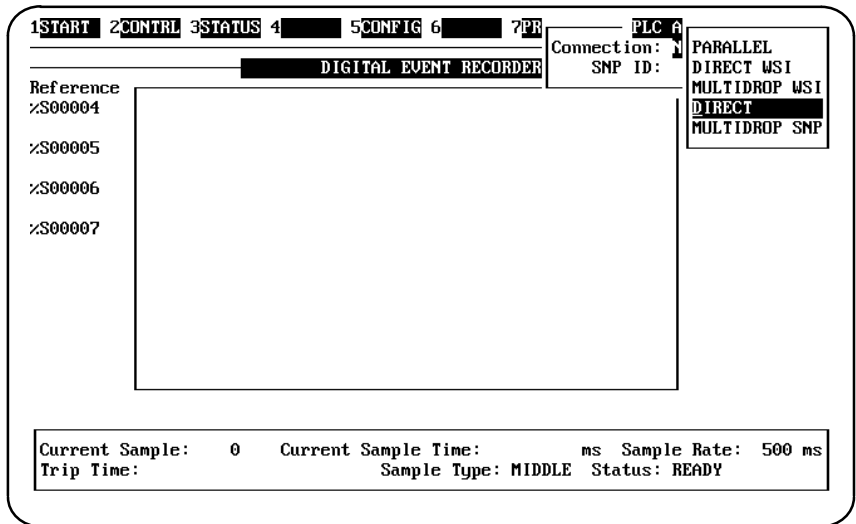 1START 2CONTRL 3STATUS 4 5CONFIG 6 7PR PLC A
Connection: N
SNP ID:
PARALLEL
DIRECT WSI
MULTIDROP WSI
DIRECT
MULTIDROP SNP
DIGITAL EVENT RECORDER
Reference
%S00004
%S00005
%S00006
%S00007
Current Sample: 0 Current Sample Time: ms Sample Rate: 500 ms
Trip Time: Sample Type: MIDDLE Status: READY